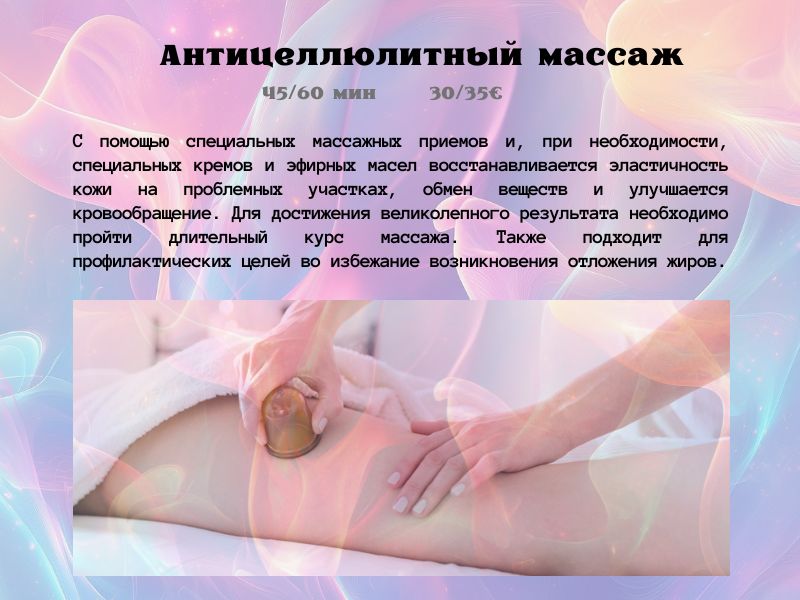 Антицеллюлитный массаж
45/60 мин 30/35€
С помощью специальных массажных приемов и, при необходимости,
специальных кремов и эфирных масел восстанавливается эластичность
кожи на проблемных участках, обмен веществ и улучшается
кровообращение. Для достижения великолепного результата необходимо
пройти длительный курс массажа. Также подходит для
профилактических целей во избежание возникновения отложения жиров.